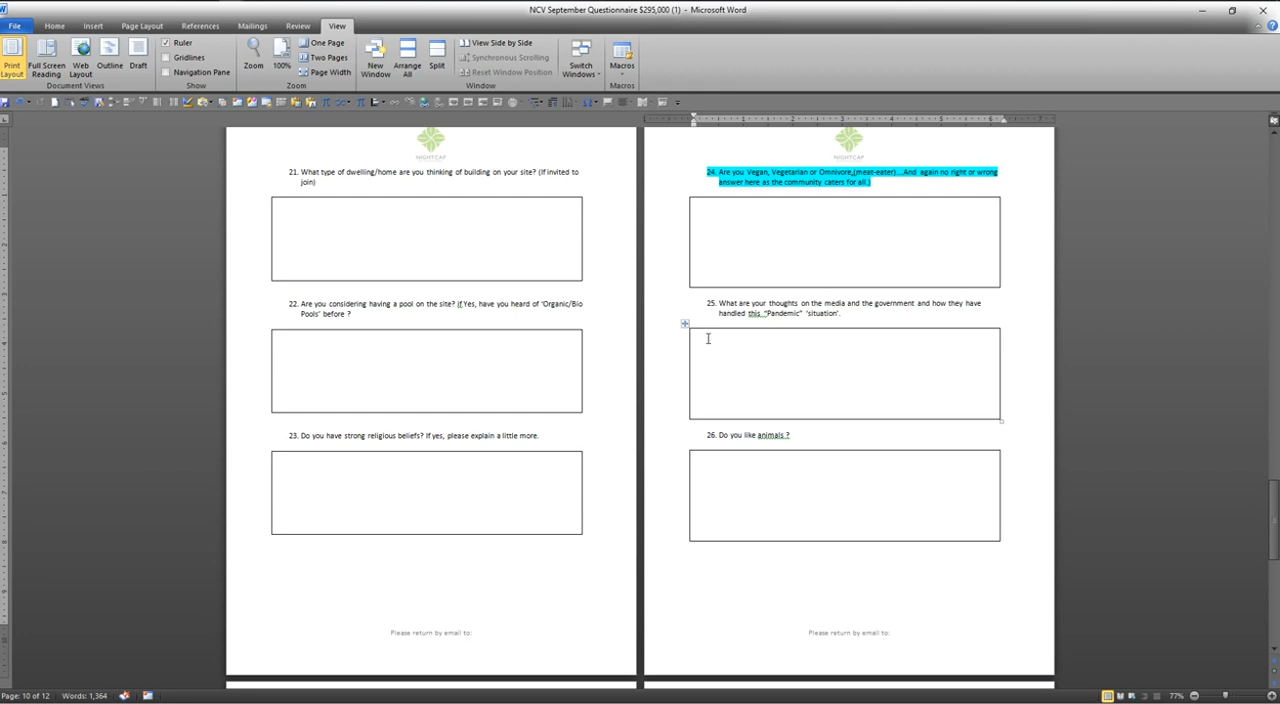 NCV September Questionnaire $295,000 (1) - Microsoft Word
File Home Insert Page Layout References Mailings Review View
Print Layout
Full Screen Reading
Web Layout
Outline
Draft
Document Views
Ruler
Gridlines
Navigation Pane
Show
Zoom
100%
One Page
Two Pages
Page Width
Zoom
New Window
Arrange All
Split
View Side by Side
Synchronous Scrolling
Reset Window Position
Window
Switch Windows
Macros
Macros
NIGHTCAP
21. What type of dwelling/home are you thinking of building on your site? (If invited to
join)
22. Are you considering having a pool on the site? if Yes, have you heard of ‘Organic/Bio
Pools’ before ?
23. Do you have strong religious beliefs? If yes, please explain a little more.
Please return by email to:
NIGHTCAP
24. Are you Vegan, Vegetarian or Omnivore,(meat-eater)....And again no right or wrong
answer here as the community caters for all.)
25. What are your thoughts on the media and the government and how they have
handled this “Pandemic” ‘situation’.
26. Do you like animals ?
Please return by email to:
Page: 10 of 12 Words: 1,364 77%